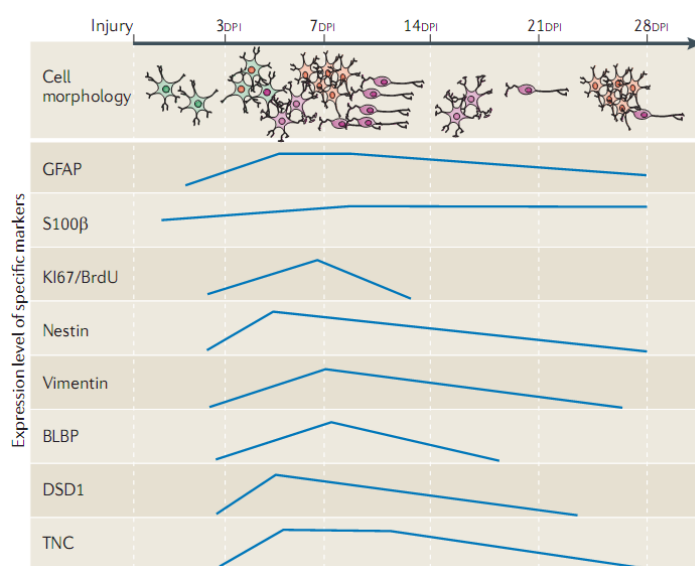 Injury 3DPI 7DPI 14DPI 21DPI 28DPI
Cell
morphology
Expression level of specific markers
GFAP
S100β
KI67/BrdU
Nestin
Vimentin
BLBP
DSD1
TNC